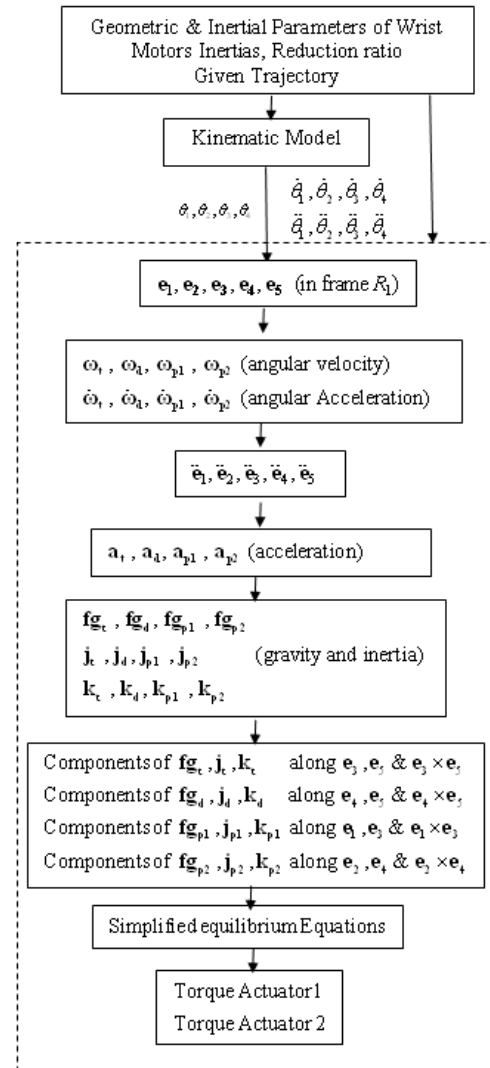 Geometric & Inertial Parameters of Wrist
Motors Inertias, Reduction ratio
Given Trajectory
Kinematic Model
θ₁, θ₂, θ₃, θ₄
θ̇₁, θ̇₂, θ̇₃, θ̇₄
θ̈₁, θ̈₂, θ̈₃, θ̈₄
e₁, e₂, e₃, e₄, e₅ (in frame R₁)
ωₜ , ω_d , ω_p1 , ω_p2 (angular velocity)
ω̇ₜ , ω̇_d , ω̇_p1 , ω̇_p2 (angular Acceleration)
ë₁, ë₂, ë₃, ë₄, ë₅
aₜ , a_d , a_p1 , a_p2 (acceleration)
fgₜ , fg_d , fg_p1 , fg_p2
jₜ , j_d , j_p1 , j_p2 (gravity and inertia)
kₜ , k_d , k_p1 , k_p2
Components of fgₜ , jₜ , kₜ along e₃ , e₅ & e₃ × e₅
Components of fg_d , j_d , k_d along e₄ , e₅ & e₄ × e₅
Components of fg_p1 , j_p1 , k_p1 along e₁ , e₃ & e₁ × e₃
Components of fg_p2 , j_p2 , k_p2 along e₂ , e₄ & e₂ × e₄
Simplified equilibrium Equations
Torque Actuator 1
Torque Actuator 2